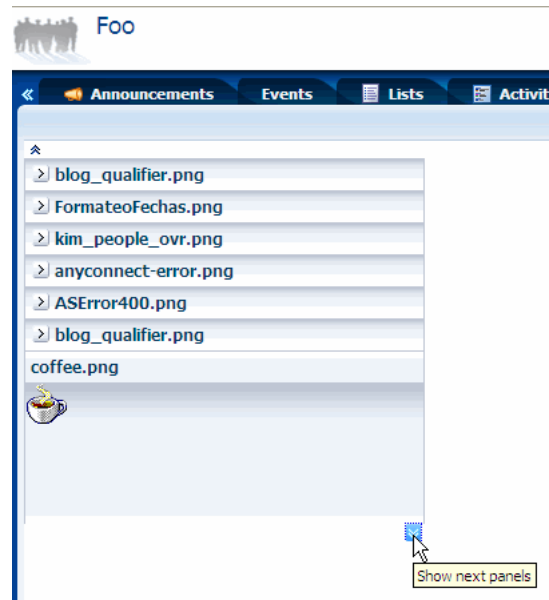 Foo
Announcements Events Lists Activit
blog_qualifier.png
FormateoFechas.png
kim_people_ovr.png
anyconnect-error.png
ASError400.png
blog_qualifier.png
coffee.png
Show next panels